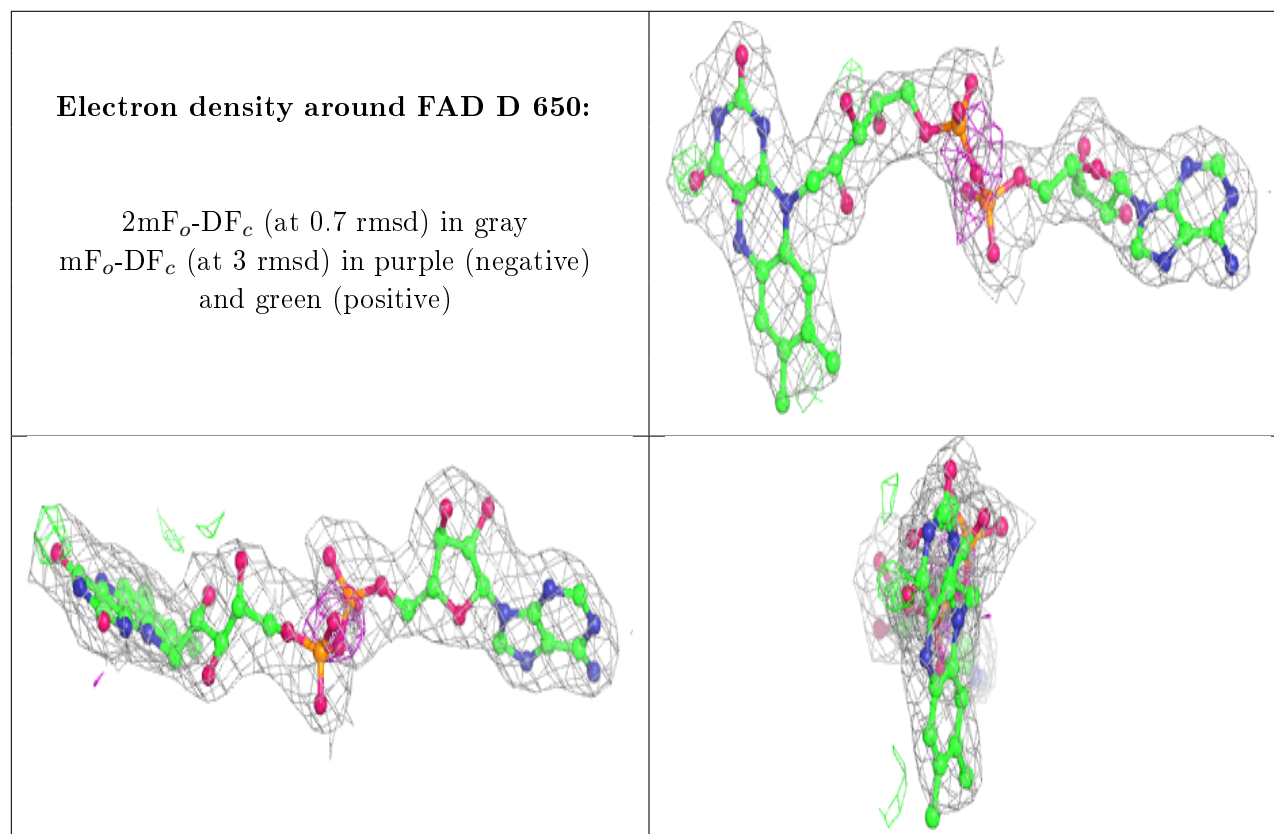 Electron density around FAD D 650:
2mFₒ-DF𝒸 (at 0.7 rmsd) in gray
mFₒ-DF𝒸 (at 3 rmsd) in purple (negative)
and green (positive)